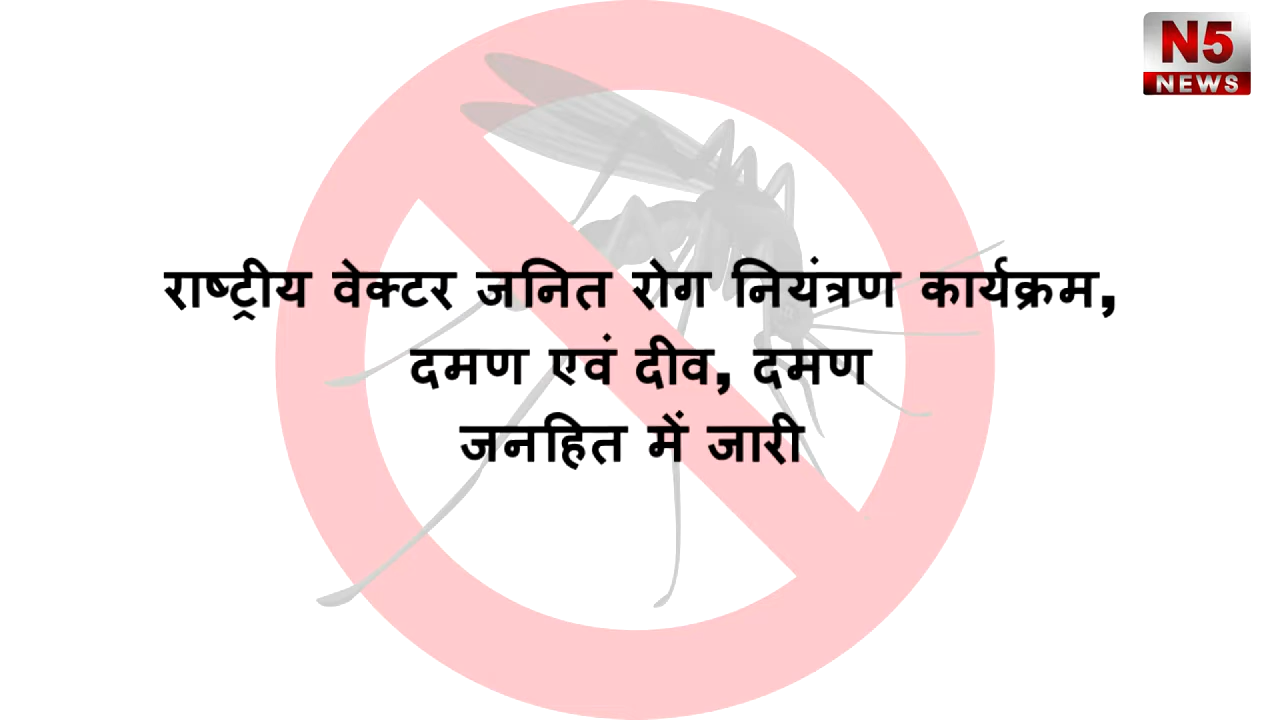 N5
NEWS
राष्ट्रीय वेक्टर जनित रोग नियंत्रण कार्यक्रम,
दमण एवं दीव, दमण
जनहित में जारी